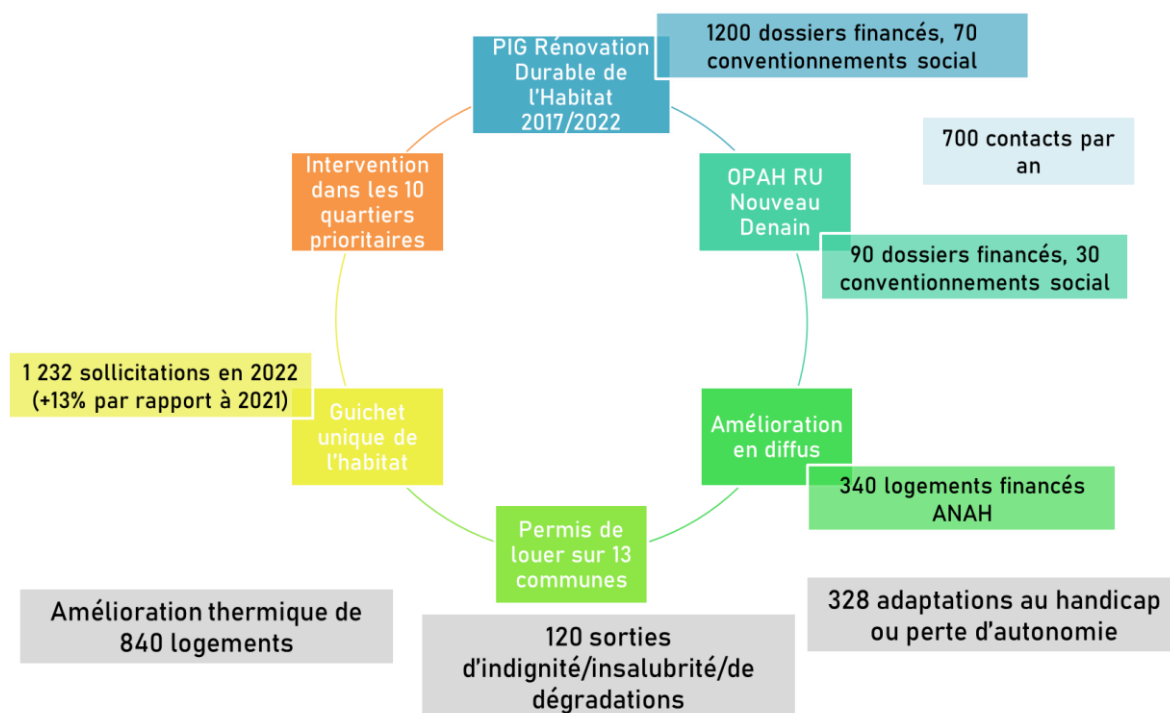 1200 dossiers financés, 70
conventionnements social
PIG Rénovation
Durable de
l'Habitat
2017/2022
700 contacts par
an
Intervention
dans les 10
quartiers
prioritaires
OPAH RU
Nouveau
Denain
90 dossiers financés, 30
conventionnements social
1 232 sollicitations en 2022
(+13% par rapport à 2021)
Guichet
unique de
l'habitat
Amélioration
en diffus
340 logements financés
ANAH
Permis de
louer sur 13
communes
Amélioration thermique de
840 logements
120 sorties
d'indignité/insalubrité/de
dégradations
328 adaptations au handicap
ou perte d'autonomie